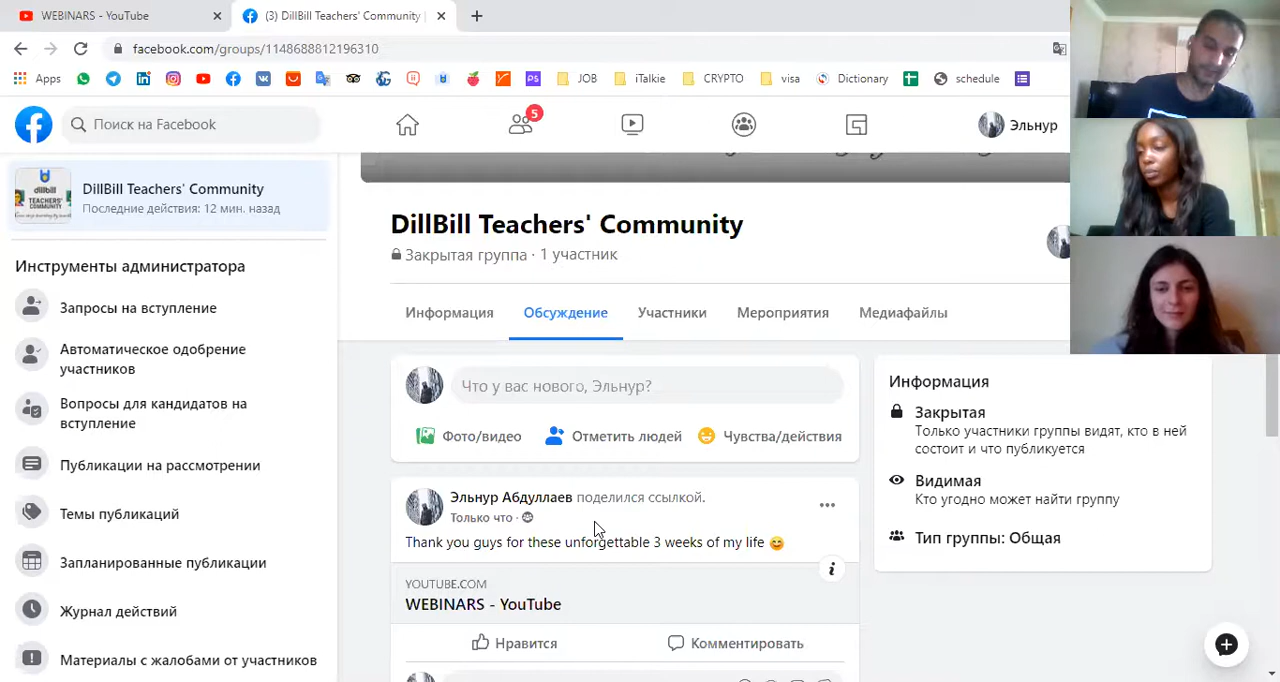 WEBINARS - YouTube
(3) DillBill Teachers' Community |
facebook.com/groups/1148688812196310
Apps
JOB
iTalkie
CRYPTO
visa
Dictionary
schedule
PS
Поиск на Facebook
5
Эльнур
dillbill
TEACHERS'
COMMUNITY
DillBill Teachers' Community
Последние действия: 12 мин. назад
Инструменты администратора
Запросы на вступление
Автоматическое одобрение
участников
Вопросы для кандидатов на
вступление
Публикации на рассмотрении
Темы публикаций
Запланированные публикации
Журнал действий
Материалы с жалобами от участников
DillBill Teachers' Community
Закрытая группа · 1 участник
Информация
Обсуждение
Участники
Мероприятия
Медиафайлы
Что у вас нового, Эльнур?
Фото/видео
Отметить людей
Чувства/действия
Эльнур Абдуллаев поделился ссылкой.
Только что ·
Thank you guys for these unforgettable 3 weeks of my life 😊
YOUTUBE.COM
WEBINARS - YouTube
Нравится
Комментировать
Информация
Закрытая
Только участники группы видят, кто в ней
состоит и что публикуется
Видимая
Кто угодно может найти группу
Тип группы: Общая